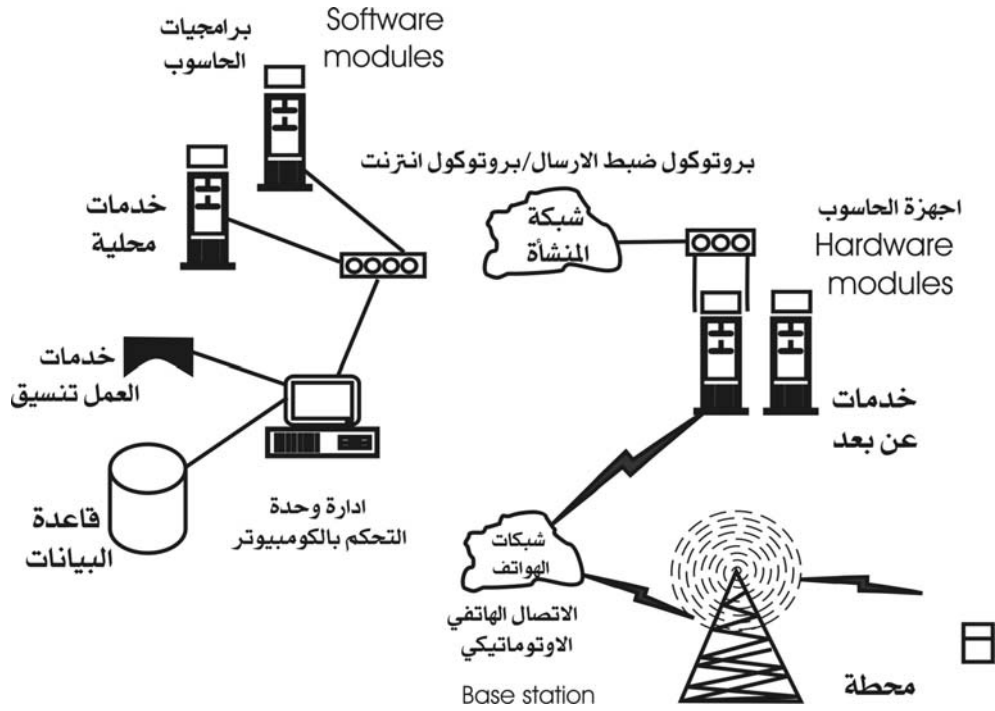 برامجيات
الحاسوب
Software
modules
بروتوكول ضبط الارسال/بروتوكول انترنت
خدمات
محلية
شبكة
المنشأة
اجهزة الحاسوب
Hardware
modules
خدمات
العمل تنسيق
خدمات
عن بعد
قاعدة
البيانات
ادارة وحدة
التحكم بالكومبيوتر
شبكات
الهواتف
الاتصال الهاتفي
الاوتوماتيكي
Base station
محطة